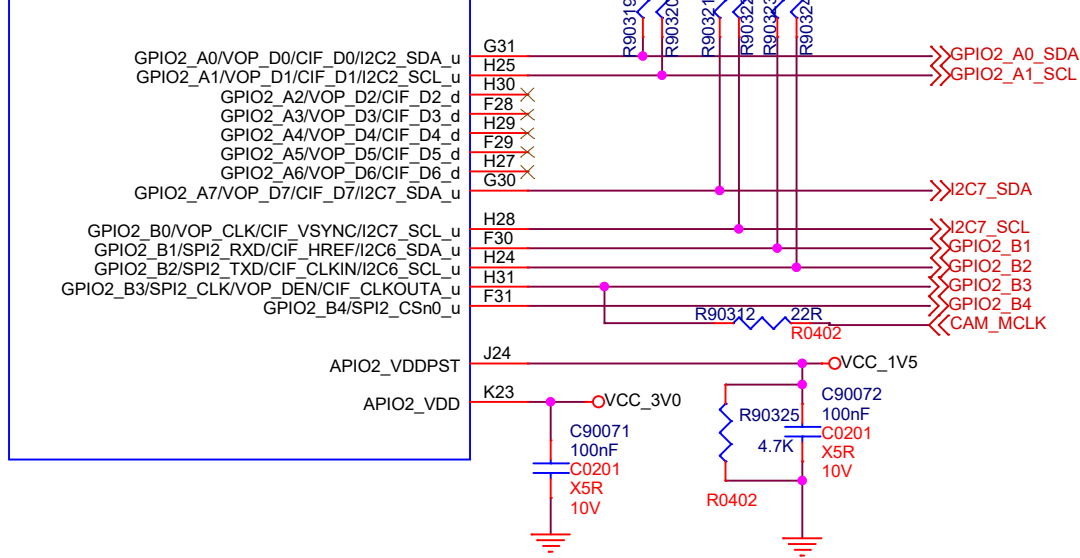 R90319
R90320
R90321
R90322
R90323
R90324
GPIO2_A0/VOP_D0/CIF_D0/I2C2_SDA_u G31 GPIO2_A0_SDA
GPIO2_A1/VOP_D1/CIF_D1/I2C2_SCL_u H25 GPIO2_A1_SCL
GPIO2_A2/VOP_D2/CIF_D2_d H30
GPIO2_A3/VOP_D3/CIF_D3_d F28
GPIO2_A4/VOP_D4/CIF_D4_d H29
GPIO2_A5/VOP_D5/CIF_D5_d F29
GPIO2_A6/VOP_D6/CIF_D6_d H27
GPIO2_A7/VOP_D7/CIF_D7/I2C7_SDA_u G30 I2C7_SDA
GPIO2_B0/VOP_CLK/CIF_VSYNC/I2C7_SCL_u H28 I2C7_SCL
GPIO2_B1/SPI2_RXD/CIF_HREF/I2C6_SDA_u F30 GPIO2_B1
GPIO2_B2/SPI2_TXD/CIF_CLKIN/I2C6_SCL_u H24 GPIO2_B2
GPIO2_B3/SPI2_CLK/VOP_DEN/CIF_CLKOUTA_u H31 GPIO2_B3
GPIO2_B4/SPI2_CSn0_u F31 GPIO2_B4
R90312 22R CAM_MCLK
R0402
APIO2_VDDPST J24 VCC_1V5
APIO2_VDD K23 VCC_3V0
C90071
100nF
C0201
X5R
10V
R90325
4.7K
R0402
C90072
100nF
C0201
X5R
10V